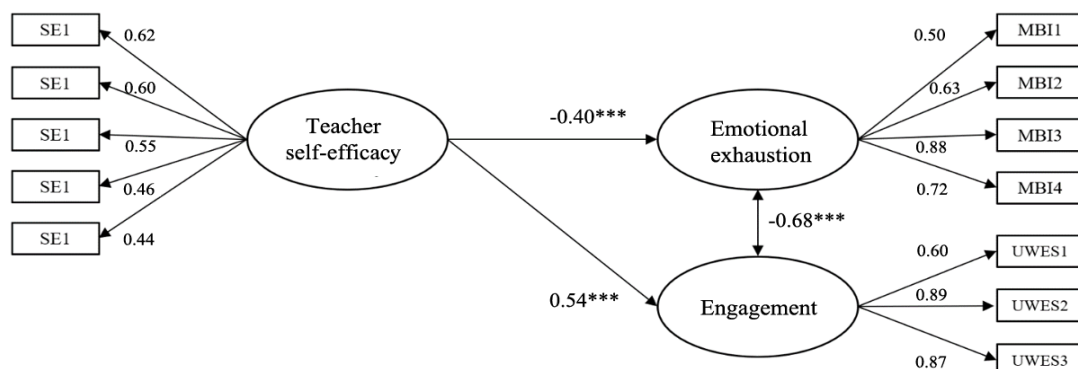 SE1
0.62
SE1
0.60
SE1
0.55
SE1
0.46
SE1
0.44
Teacher
self-efficacy
-0.40***
0.54***
Emotional
exhaustion
-0.68***
Engagement
0.50
MBI1
0.63
MBI2
0.88
MBI3
0.72
MBI4
0.60
UWES1
0.89
UWES2
0.87
UWES3